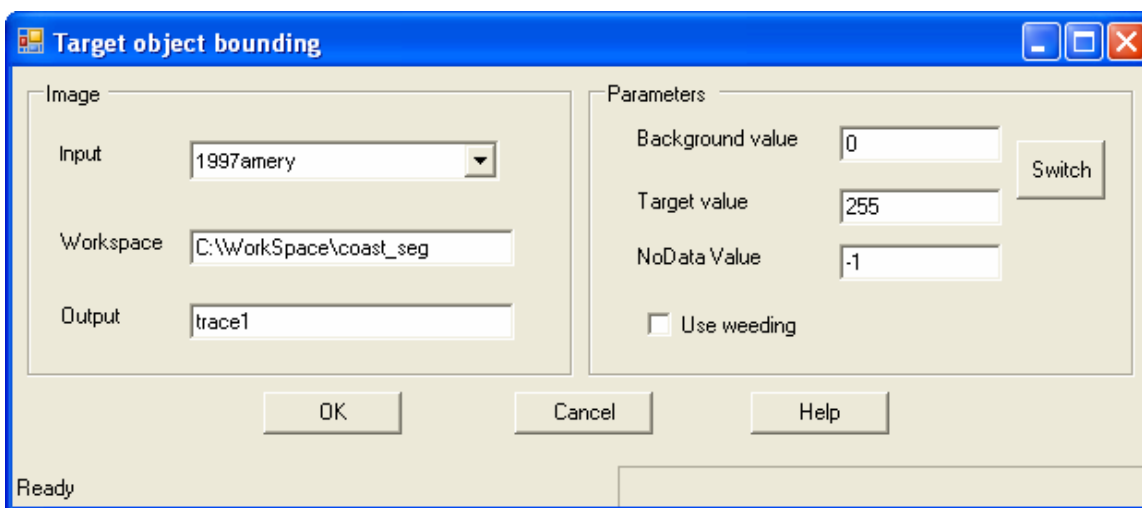 Target object bounding
Image
Input
1997amery
Workspace
C:\WorkSpace\coast_seg
Output
trace1
Parameters
Background value
0
Switch
Target value
255
NoData Value
-1
Use weeding
OK
Cancel
Help
Ready